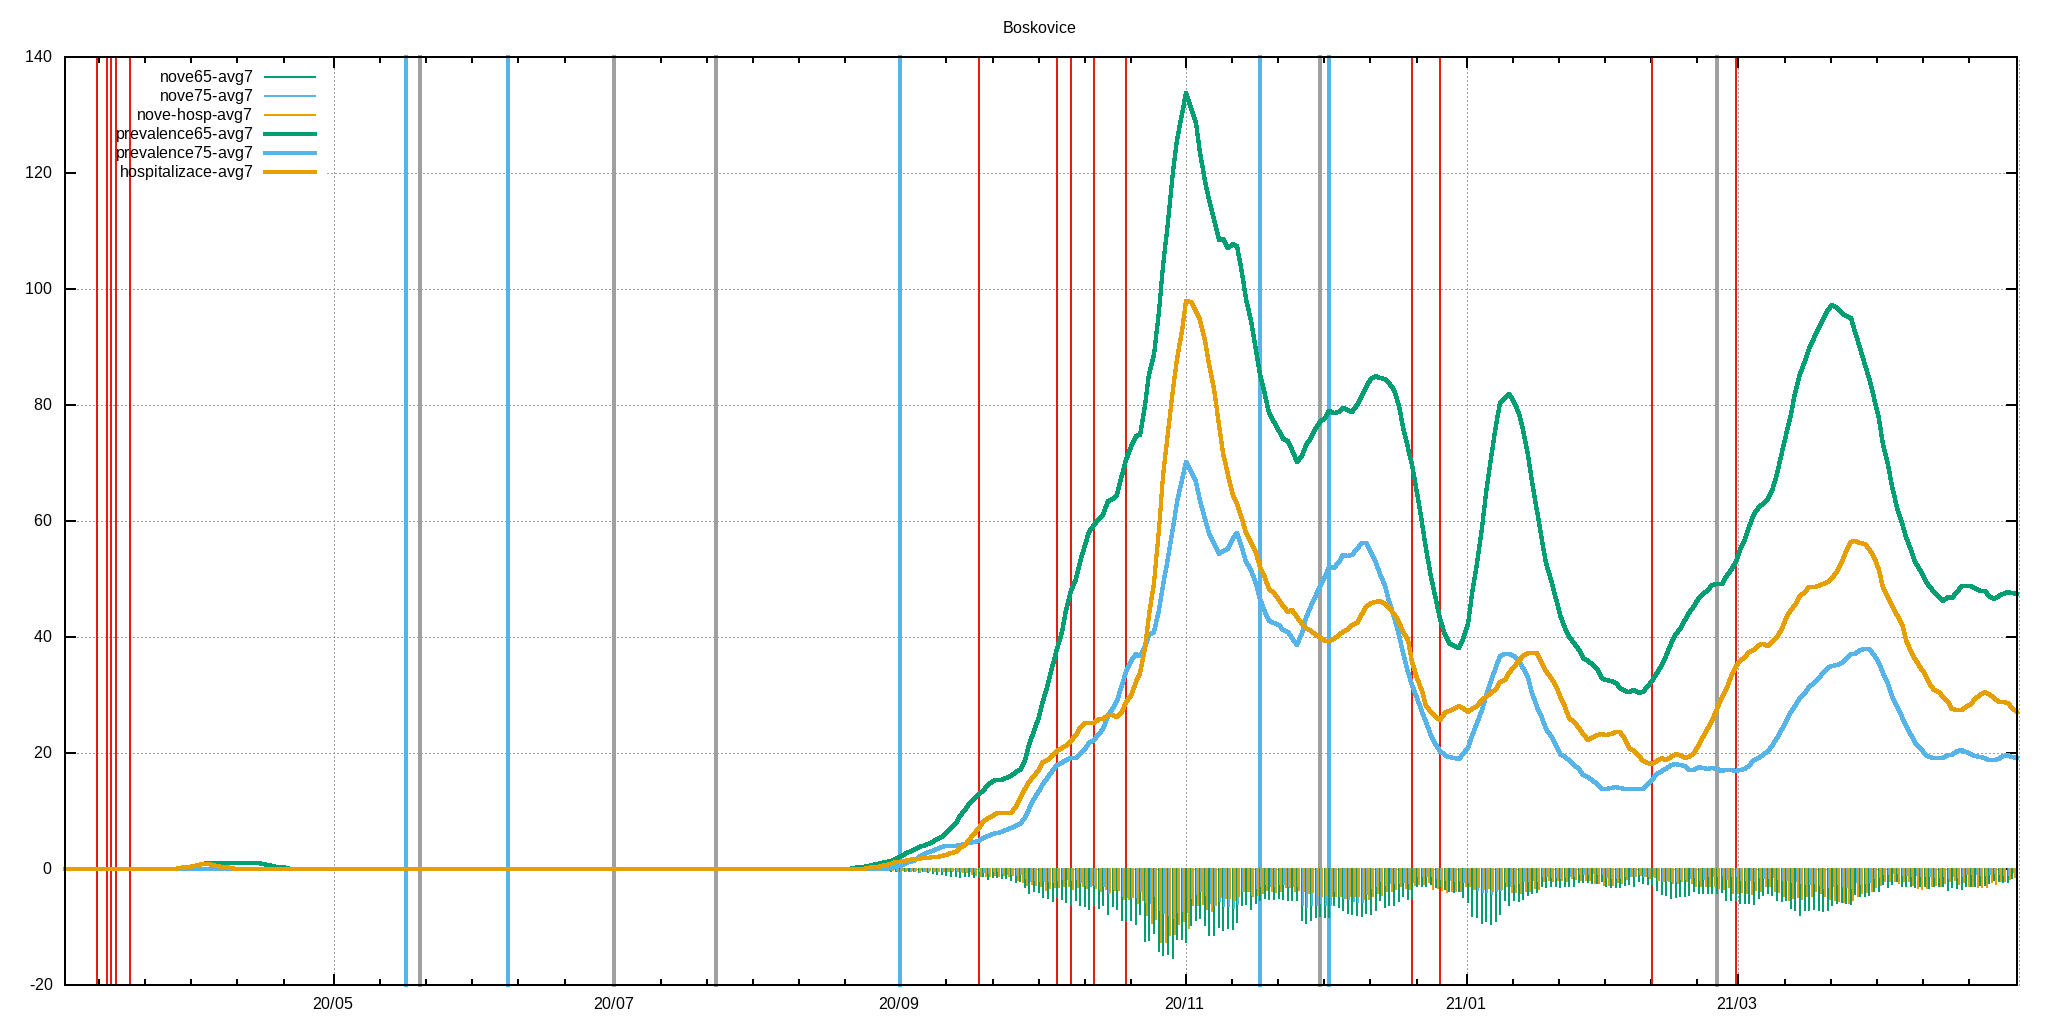 Boskovice
140
120
100
80
60
40
20
0
-20
nove65-avg7
nove75-avg7
nove-hosp-avg7
prevalence65-avg7
prevalence75-avg7
hospitalizace-avg7
20/05 20/07 20/09 20/11 21/01 21/03